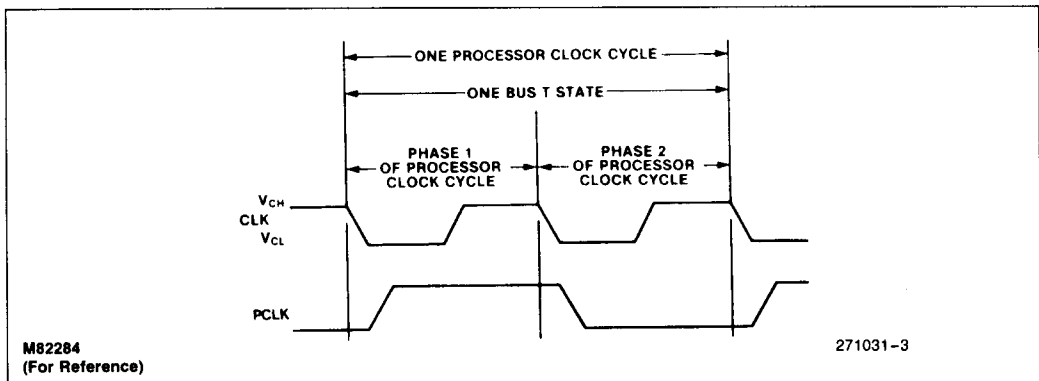 ONE PROCESSOR CLOCK CYCLE
ONE BUS T STATE
PHASE 1
OF PROCESSOR
CLOCK CYCLE
PHASE 2
OF PROCESSOR
CLOCK CYCLE
VCH
CLK
VCL
PCLK
M82284
(For Reference)
271031-3